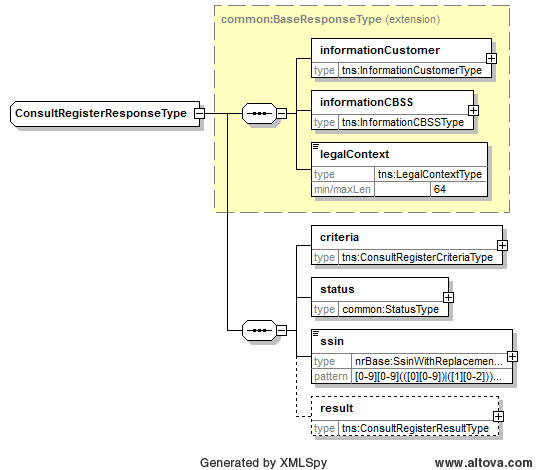 common:BaseResponseType (extension)
informationCustomer
type tns:InformationCustomerType
ConsultRegisterResponseType
informationCBSS
type tns:InformationCBSSType
legalContext
type tns:LegalContextType
min/maxLen 64
criteria
type tns:ConsultRegisterCriteriaType
status
type common:StatusType
ssin
type nrBase:SsinWithReplacemen...
pattern [0-9][0-9](([0][0-9])|([1][0-2]))...
result
type tns:ConsultRegisterResultType
Generated by XMLSpy www.altova.com